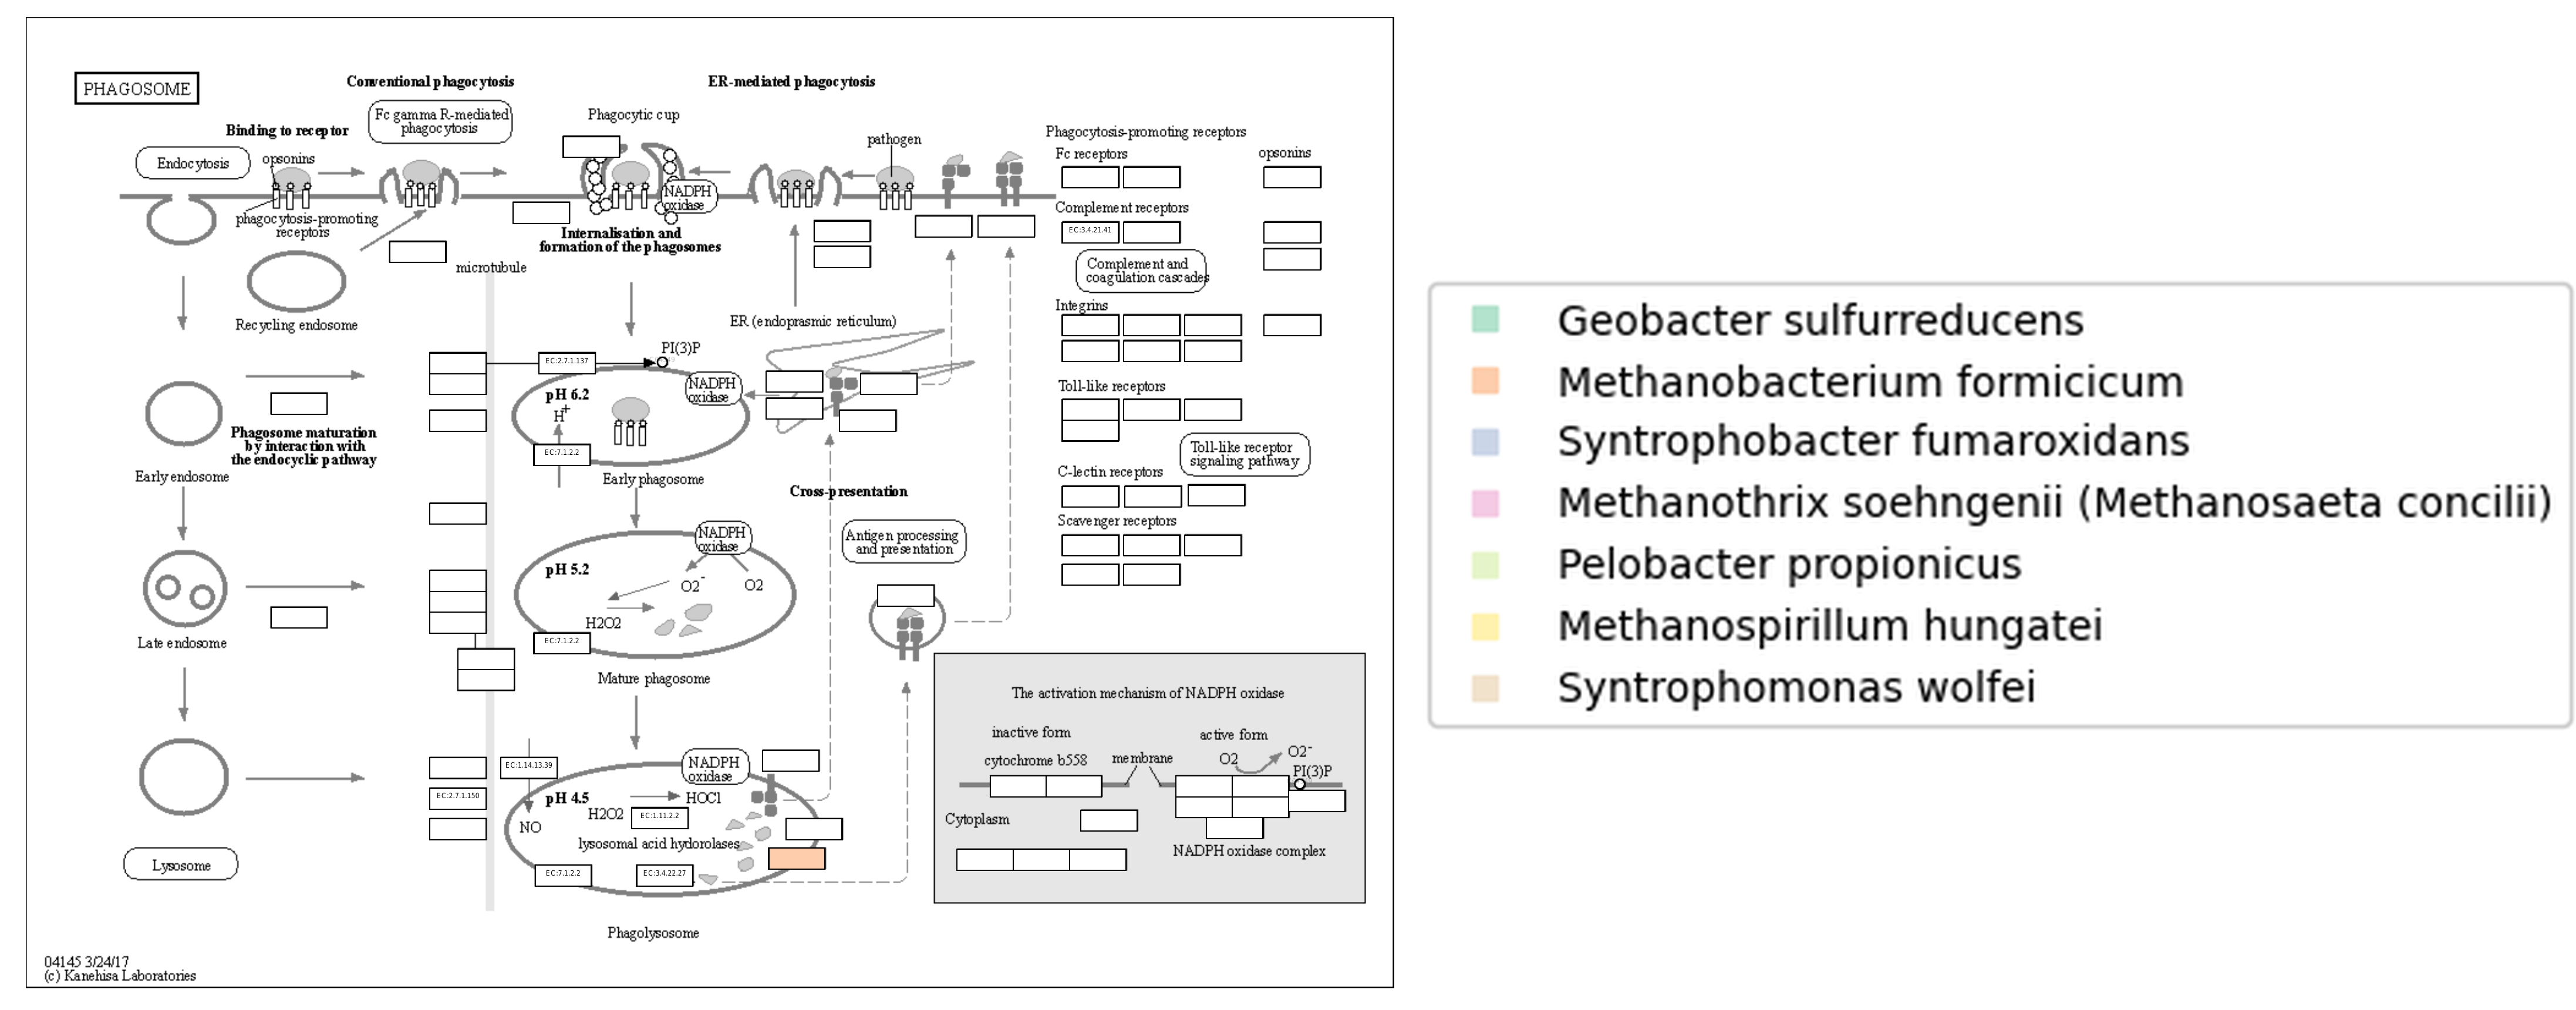 PHAGOSOME
Conventional phagocytosis
ER-mediated phagocytosis
Fc gamma R-mediated
phagocytosis
Phagocytic cup
Binding to receptor
Endocytosis
opsonins
pathogen
NADPH
oxidase
phagocytosis-promoting
receptors
Internalisation and
formation of the phagosomes
microtubule
Recycling endosome
ER (endoprasmic reticulum)
Phagocytosis-promoting receptors
Fc receptors
opsonins
Complement receptors
EC:3.4.21.41
Complement and
coagulation cascades
Integrins
Toll-like receptors
Toll-like receptor
signaling pathway
C-lectin receptors
Scavenger receptors
EC:2.7.1.137
PI(3)P
NADPH
oxidase
pH 6.2
H+
EC:7.1.2.2
Early phagosome
Phagosome maturation
by interaction with
the endocyclic pathway
Early endosome
Cross-presentation
Antigen processing
and presentation
NADPH
oxidase
pH 5.2
O2-
O2
H2O2
EC:7.1.2.2
Mature phagosome
Late endosome
EC:1.14.13.39
EC:2.7.1.150
NADPH
oxidase
pH 4.5
HOCl
H2O2
EC:1.11.2.2
NO
lysosomal acid hydorolases
EC:7.1.2.2
EC:3.4.22.27
Lysosome
Phagolysosome
The activation mechanism of NADPH oxidase
inactive form
active form
cytochrome b558
membrane
O2
O2-
PI(3)P
Cytoplasm
NADPH oxidase complex
04145 3/24/17
(c) Kanehisa Laboratories
Geobacter sulfurreducens
Methanobacterium formicicum
Syntrophobacter fumaroxidans
Methanothrix soehngenii (Methanosaeta concilii)
Pelobacter propionicus
Methanospirillum hungatei
Syntrophomonas wolfei